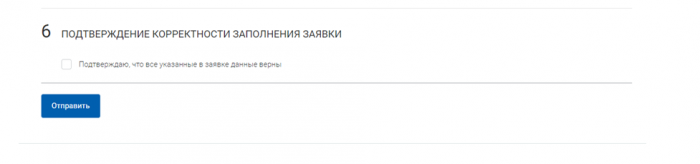 6 ПОДТВЕРЖДЕНИЕ КОРРЕКТНОСТИ ЗАПОЛНЕНИЯ ЗАЯВКИ
Подтверждаю, что все указанные в заявке данные верны
Отправить